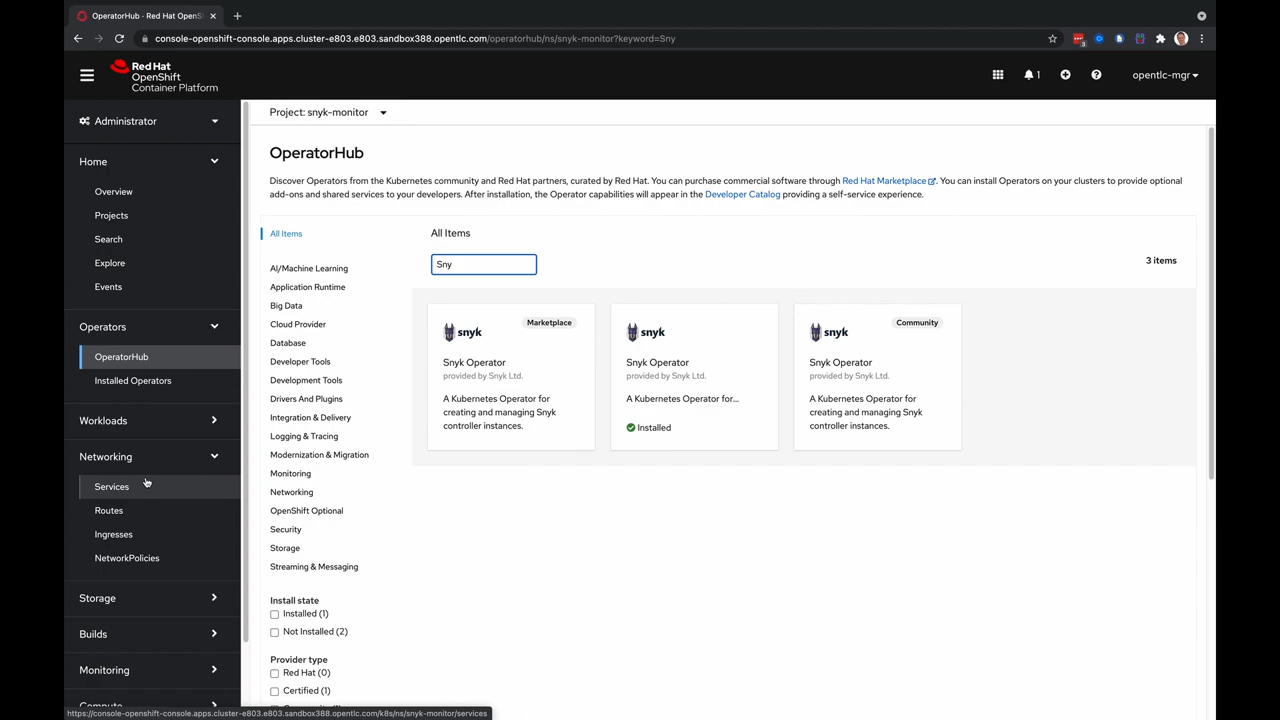 OperatorHub · Red Hat OpenSh
console-openshift-console.apps.cluster-e803.e803.sandbox388.opentlc.com/operatorhub/ns/snyk-monitor?keyword=Sny
3
Red Hat
OpenShift
Container Platform
1
opentlc-mgr
Administrator
Home
Overview
Projects
Search
Explore
Events
Operators
OperatorHub
Installed Operators
Workloads
Networking
Services
Routes
Ingresses
NetworkPolicies
Storage
Builds
Monitoring
Compute
Project: snyk-monitor
OperatorHub
Discover Operators from the Kubernetes community and Red Hat partners, curated by Red Hat. You can purchase commercial software through Red Hat Marketplace. You can install Operators on your clusters to provide optional
add-ons and shared services to your developers. After installation, the Operator capabilities will appear in the Developer Catalog providing a self-service experience.
All Items
AI/Machine Learning
Application Runtime
Big Data
Cloud Provider
Database
Developer Tools
Development Tools
Drivers And Plugins
Integration & Delivery
Logging & Tracing
Modernization & Migration
Monitoring
Networking
OpenShift Optional
Security
Storage
Streaming & Messaging
Install state
Installed (1)
Not Installed (2)
Provider type
Red Hat (0)
Certified (1)
All Items
Sny
3 items
snyk
Marketplace
Snyk Operator
provided by Snyk Ltd.
A Kubernetes Operator for
creating and managing Snyk
controller instances.
snyk
Snyk Operator
provided by Snyk Ltd.
A Kubernetes Operator for...
Installed
snyk
Community
Snyk Operator
provided by Snyk Ltd.
A Kubernetes Operator for
creating and managing Snyk
controller instances.
https://console-openshift-console.apps.cluster-e803.e803.sandbox388.opentlc.com/k8s/ns/snyk-monitor/services